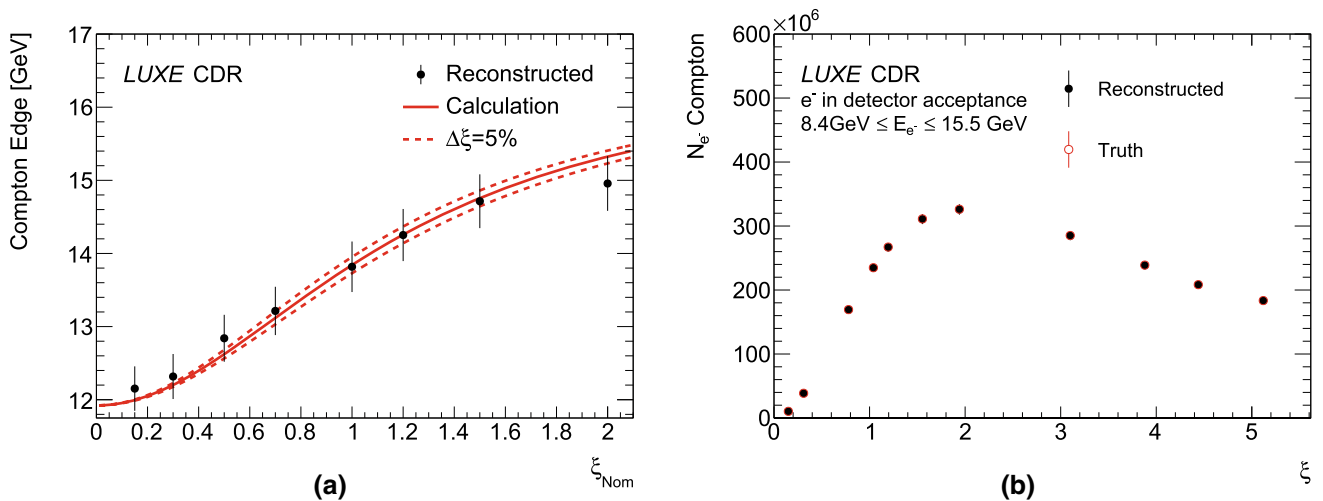 Compton Edge [GeV]
17
16
15
14
13
12
LUXE CDR
Reconstructed
Calculation
Δξ=5%
0 0.2 0.4 0.6 0.8 1 1.2 1.4 1.6 1.8 2
ξNom
(a)
×10⁶
N e⁻ Compton
600
500
400
300
200
100
0
LUXE CDR
e⁻ in detector acceptance
8.4GeV ≤ Ee⁻ ≤ 15.5 GeV
Reconstructed
Truth
0 1 2 3 4 5
ξ
(b)